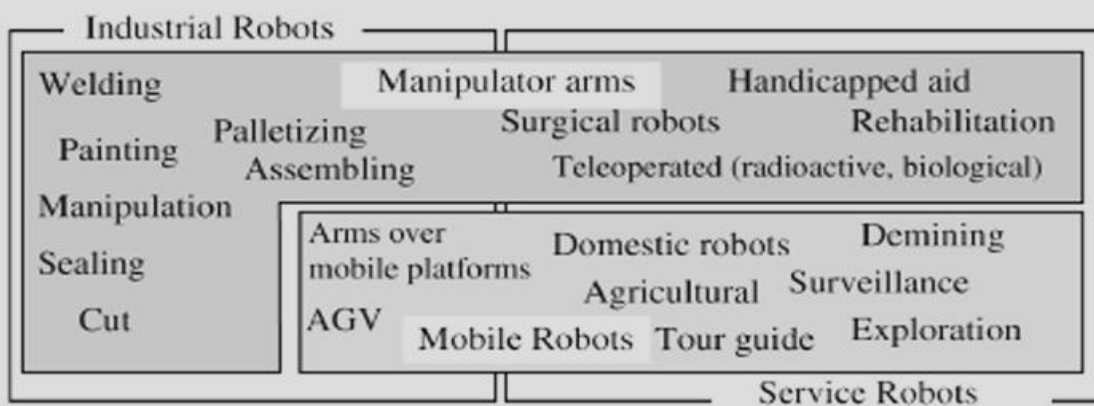 Industrial Robots
Welding
Manipulator arms
Handicapped aid
Painting
Palletizing
Surgical robots
Rehabilitation
Assembling
Teleoperated (radioactive, biological)
Manipulation
Sealing
Cut
Arms over
mobile platforms
Domestic robots
Demining
Agricultural
Surveillance
AGV
Mobile Robots
Tour guide
Exploration
Service Robots